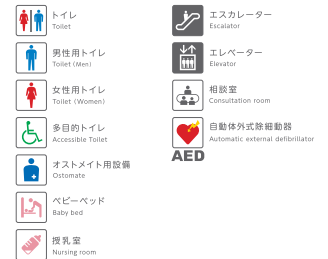 トイレ
Toilet
男性用トイレ
Toilet (Men)
女性用トイレ
Toilet (Women)
多目的トイレ
Accessible Toilet
オストメイト用設備
Ostomate
ベビーベッド
Baby bed
授乳室
Nursing room
エスカレーター
Escalator
エレベーター
Elevator
相談室
Consultation room
自動体外式除細動器
Automatic external defibrillator
AED